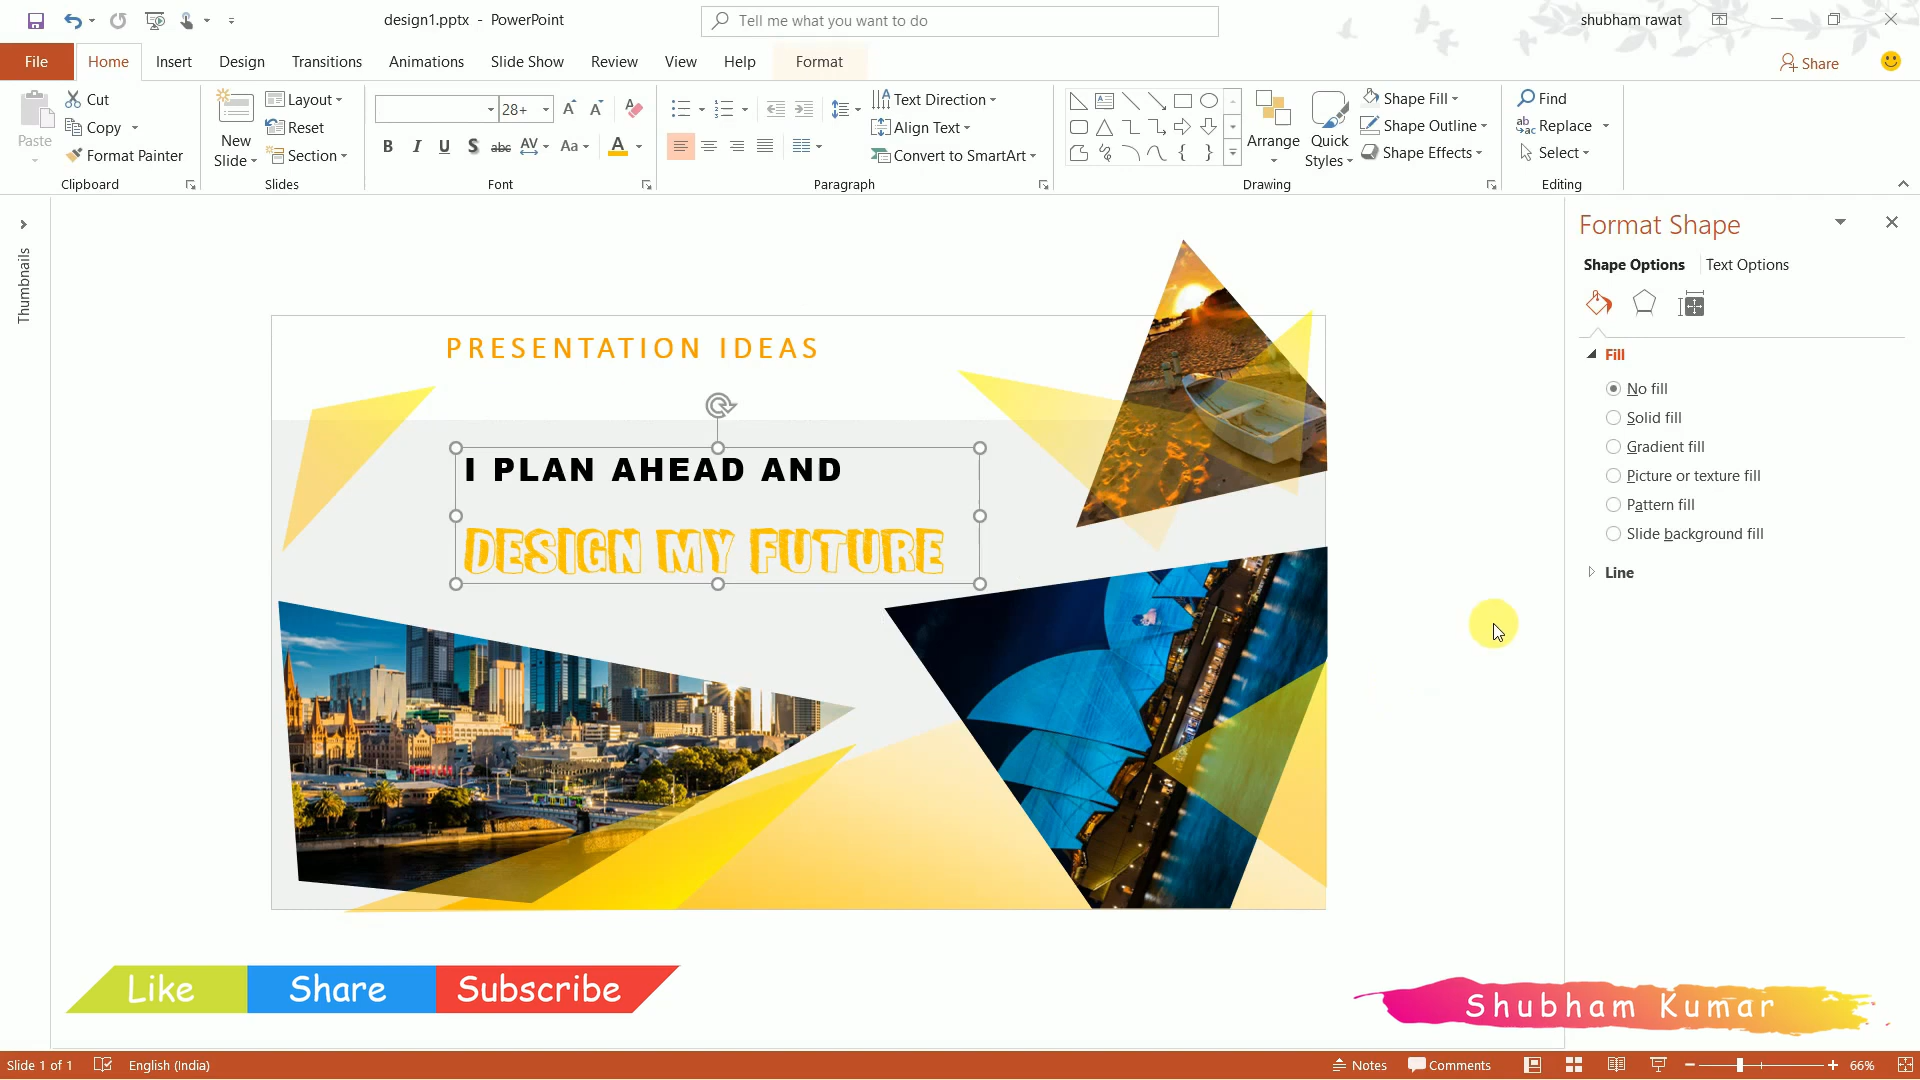 design1.pptx - PowerPoint
Tell me what you want to do
shubham rawat
File Home Insert Design Transitions Animations Slide Show Review View Help Format Share
Paste
Cut
Copy
Format Painter
Clipboard
New Slide
Layout
Reset
Section
Slides
28+
B I U S abc AV Aa A
Font
Text Direction
Align Text
Convert to SmartArt
Paragraph
Arrange
Quick Styles
Shape Fill
Shape Outline
Shape Effects
Drawing
Find
Replace
Select
Editing
Thumbnails
PRESENTATION IDEAS
I PLAN AHEAD AND
DESIGN MY FUTURE
Format Shape
Shape Options Text Options
Fill
No fill
Solid fill
Gradient fill
Picture or texture fill
Pattern fill
Slide background fill
Line
Like Share Subscribe
Shubham Kumar
Slide 1 of 1 English (India) Notes Comments 66%